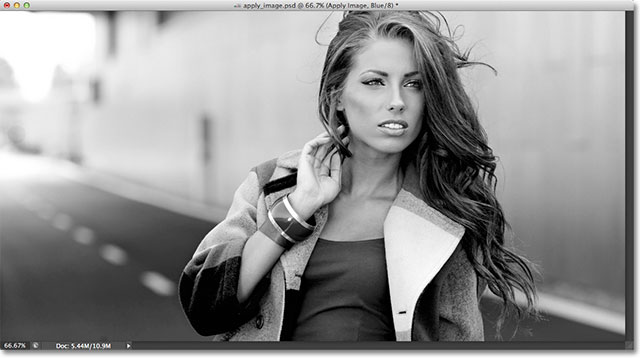 apply_image.psd @ 66.7% (Apply Image, Blue/8) *
66.67%
Doc: 5.44M/10.9M